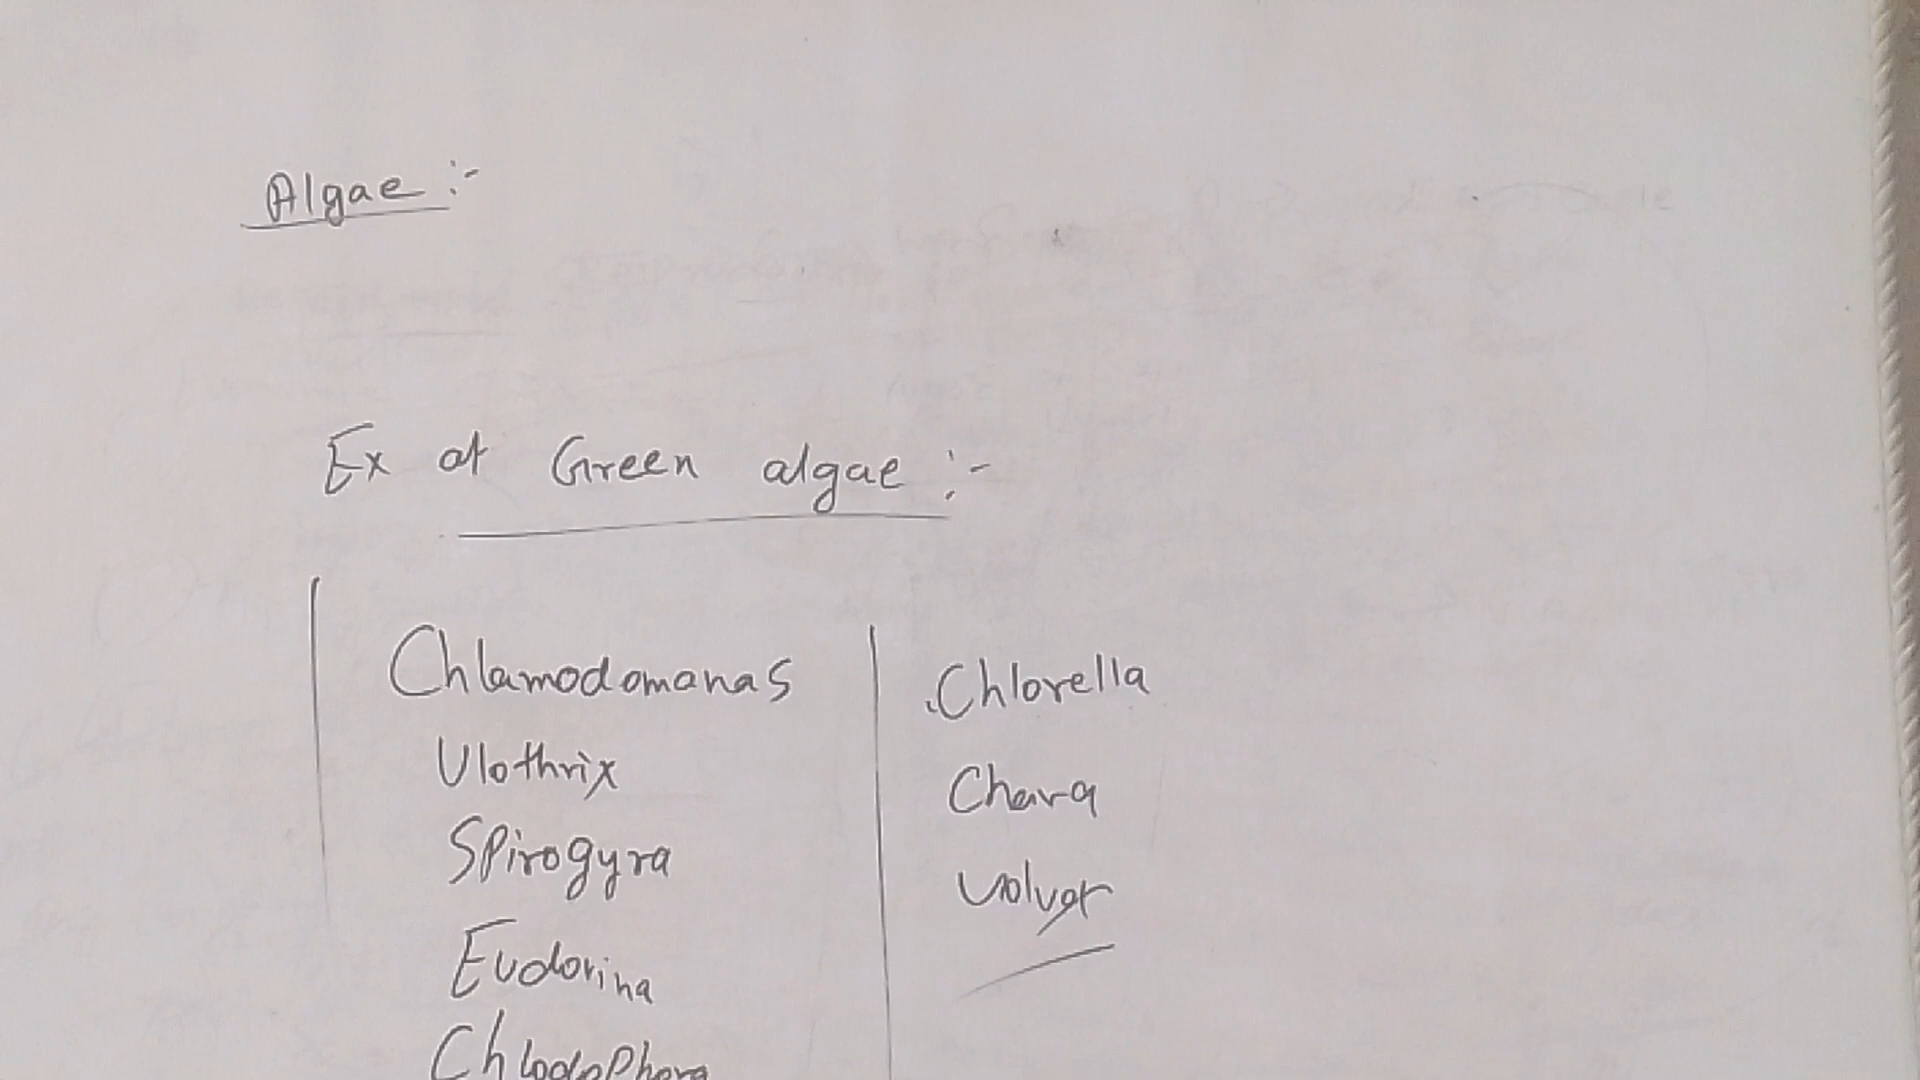 Algae :-
Ex of Green algae :-
Chlamodomanas
Ulothrix
Spirogyra
Eudorina
Chlorella
Chara
Volvox